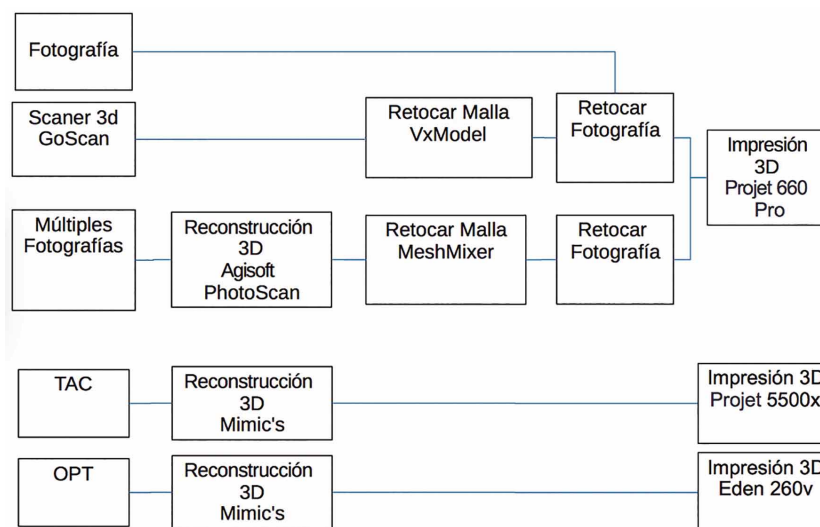 Fotografía
Scaner 3d
GoScan
Retocar Malla
VxModel
Retocar
Fotografía
Impresión
3D
Projet 660
Pro
Múltiples
Fotografías
Reconstrucción
3D
Agisoft
PhotoScan
Retocar Malla
MeshMixer
Retocar
Fotografía
TAC
Reconstrucción
3D
Mimic's
Impresión 3D
Projet 5500x
OPT
Reconstrucción
3D
Mimic's
Impresión 3D
Eden 260v